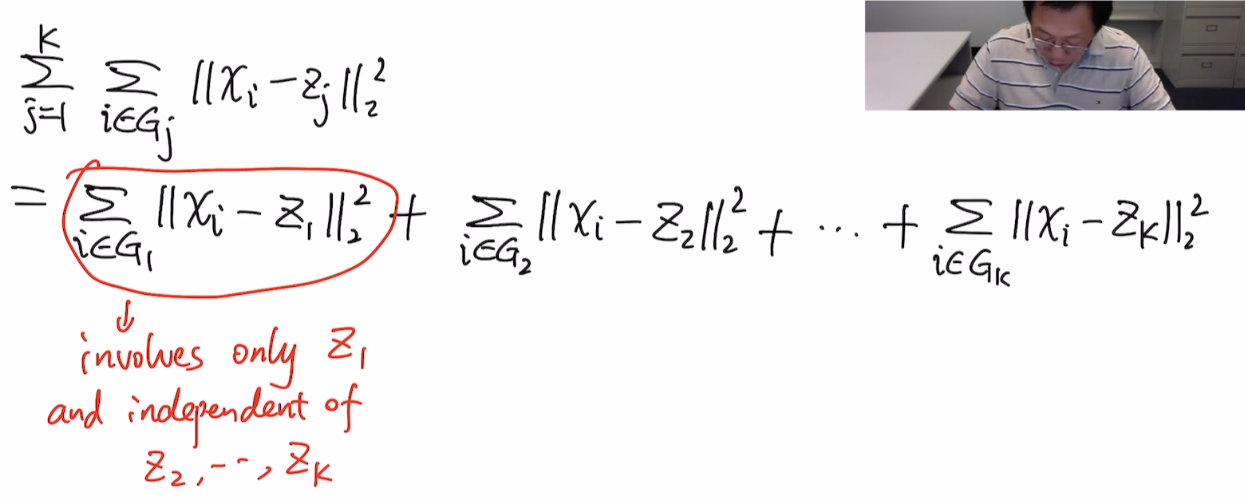 $\sum_{j=1}^{K} \sum_{i \in G_j} \|x_i - z_j\|_2^2$
$= \sum_{i \in G_1} \|x_i - z_1\|_2^2 + \sum_{i \in G_2} \|x_i - z_2\|_2^2 + \cdots + \sum_{i \in G_K} \|x_i - z_K\|_2^2$
↓
involves only $z_1$
and independent of
$z_2, \cdots, z_K$